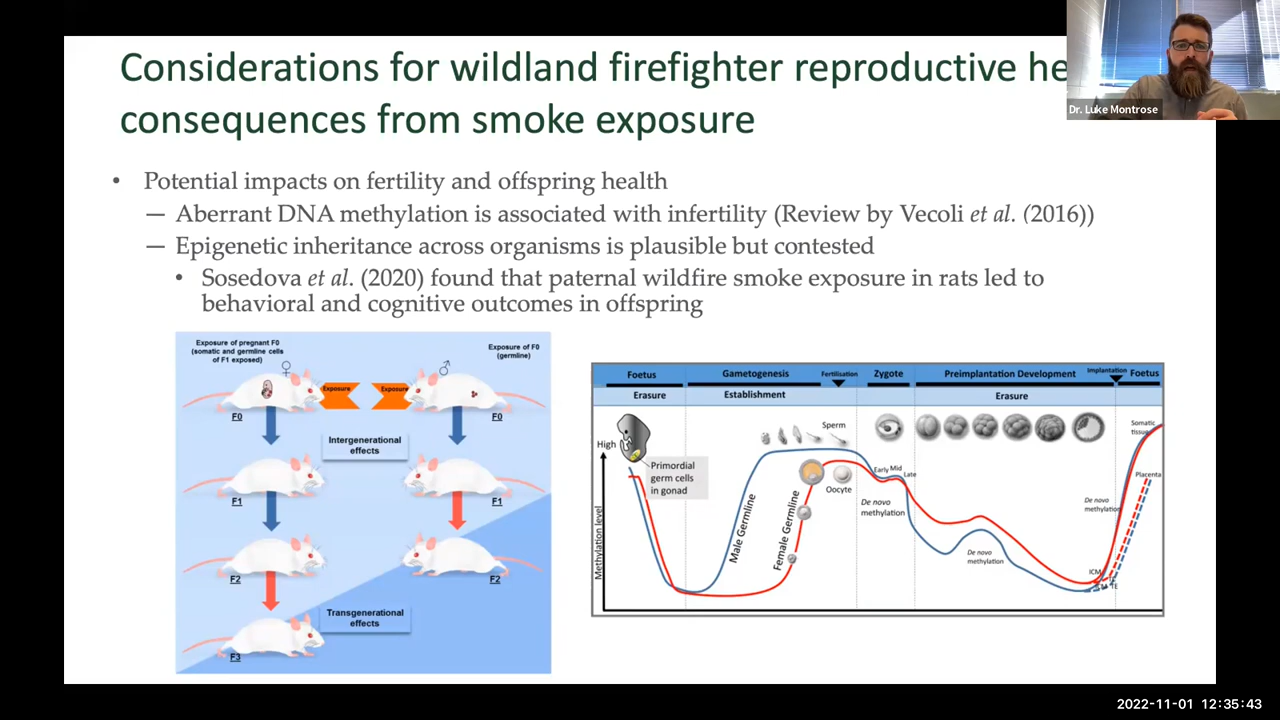 Considerations for wildland firefighter reproductive he
consequences from smoke exposure
Dr. Luke Montrose
• Potential impacts on fertility and offspring health
— Aberrant DNA methylation is associated with infertility (Review by Vecoli et al. (2016))
— Epigenetic inheritance across organisms is plausible but contested
• Sosedova et al. (2020) found that paternal wildfire smoke exposure in rats led to
behavioral and cognitive outcomes in offspring
Exposure of pregnant F0
(somatic and germline cells
of F1 exposed)
Exposure of F0
(germline)
Exposure
Exposure
F0
F0
Intergenerational
effects
F1
F1
F2
F2
Transgenerational
effects
F3
Foetus
Gametogenesis
Fertilisation
Zygote
Preimplantation Development
Implantation
Foetus
Erasure
Establishment
Erasure
High
Methylation level
Primordial
germ cells
in gonad
Male Germline
Female Germline
Sperm
Oocyte
Early Mid
Late
De novo
methylation
De novo
methylation
De novo
methylation
Somatic
tissue
Placenta
ICM
TE
2022-11-01 12:35:43